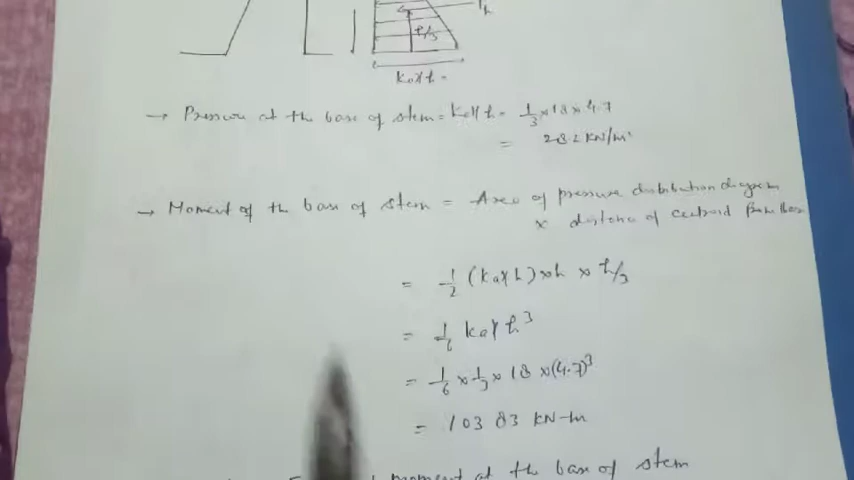 h/3
kaγh
→ Pressure at the base of stem = kaγh = 1/3 × 18 × 4.7
= 28.2 KN/m²
→ Moment of the base of stem = Area of pressure distribution diagram
× distance of centroid from Base
= 1/2 (kaγh) × h × h/3
= 1/6 kaγh³
= 1/6 × 1/3 × 18 × (4.7)³
= 103.83 KN-m
moment at the base of stem